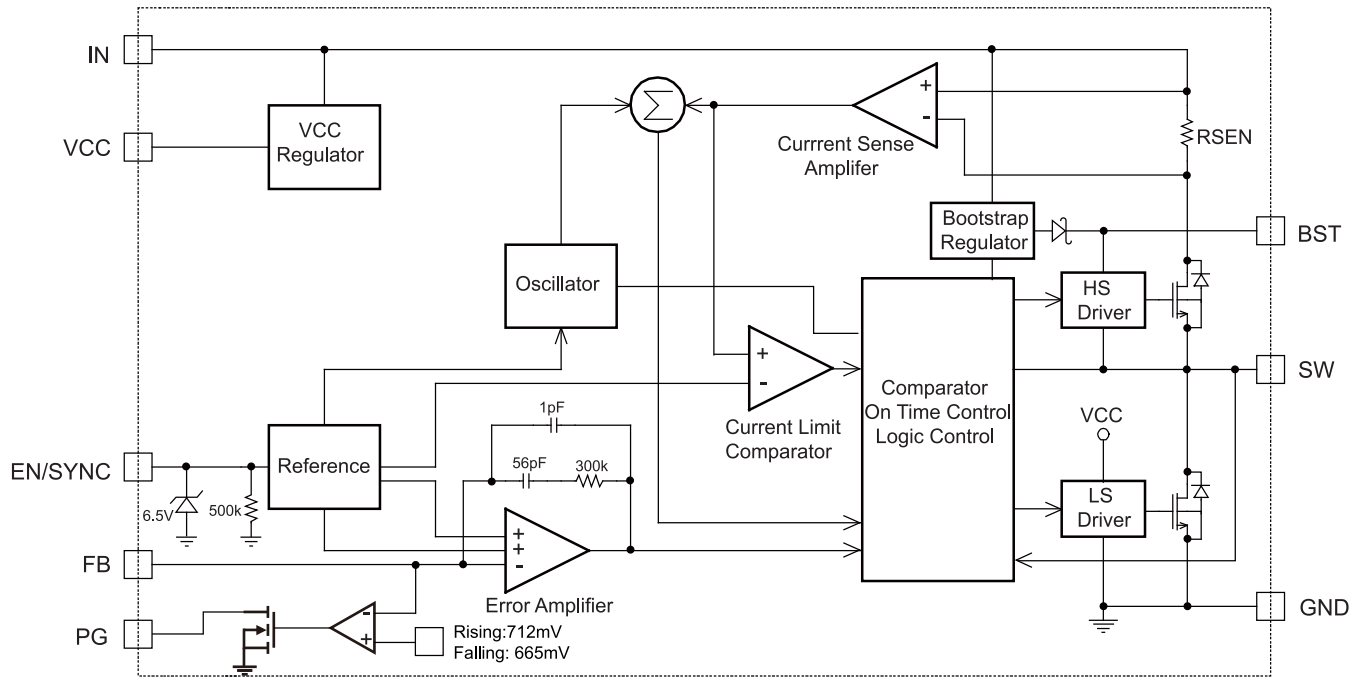 IN
VCC
VCC
Regulator
Σ
+
-
Currrent Sense
Amplifer
RSEN
Bootstrap
Regulator
BST
Oscillator
HS
Driver
+
-
Current Limit
Comparator
Comparator
On Time Control
Logic Control
SW
VCC
1pF
56pF
300k
EN/SYNC
Reference
6.5V
500k
LS
Driver
+
+
-
Error Amplifier
FB
PG
-
+
Rising:712mV
Falling: 665mV
GND